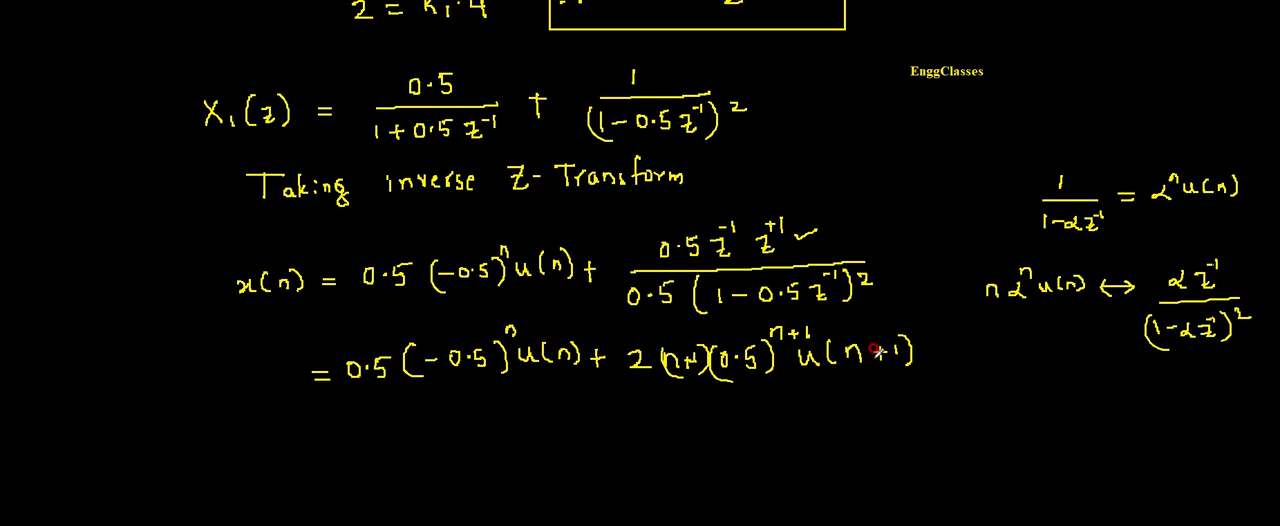 2 = K₁·4
EnggClasses
X₁(z) = 0.5/(1+0.5z⁻¹) + 1/(1-0.5z⁻¹)²
Taking inverse Z-Transform
1/(1-αz⁻¹) = αⁿu(n)
x(n) = 0.5(-0.5)ⁿu(n) + 0.5z⁻¹ z⁺¹ ✓/0.5(1-0.5z⁻¹)²
nαⁿu(n) ↔ αz⁻¹/(1-αz⁻¹)²
= 0.5(-0.5)ⁿu(n) + 2(n+1)(0.5)ⁿ⁺¹u(n+1)